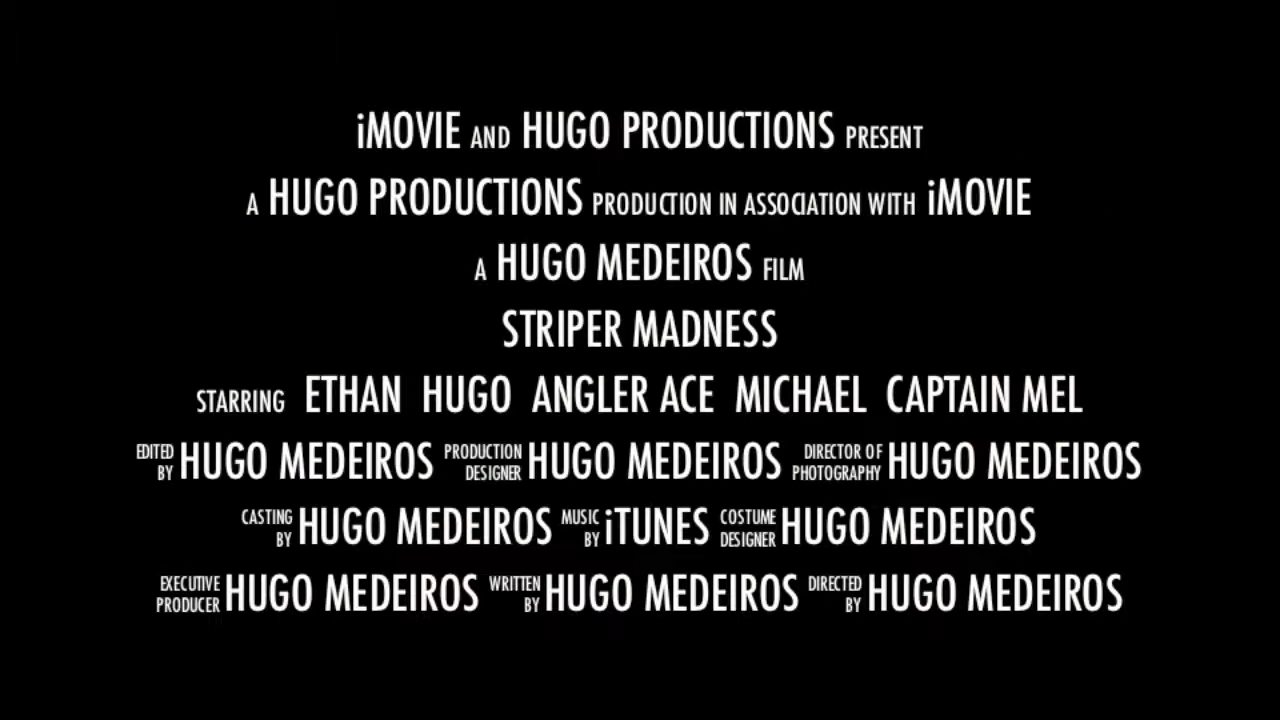 iMOVIE AND HUGO PRODUCTIONS PRESENT
A HUGO PRODUCTIONS PRODUCTION IN ASSOCIATION WITH iMOVIE
A HUGO MEDEIROS FILM
STRIPER MADNESS
STARRING ETHAN HUGO ANGLER ACE MICHAEL CAPTAIN MEL
EDITED BY HUGO MEDEIROS PRODUCTION DESIGNER HUGO MEDEIROS DIRECTOR OF PHOTOGRAPHY HUGO MEDEIROS
CASTING BY HUGO MEDEIROS MUSIC BY iTUNES COSTUME DESIGNER HUGO MEDEIROS
EXECUTIVE PRODUCER HUGO MEDEIROS WRITTEN BY HUGO MEDEIROS DIRECTED BY HUGO MEDEIROS